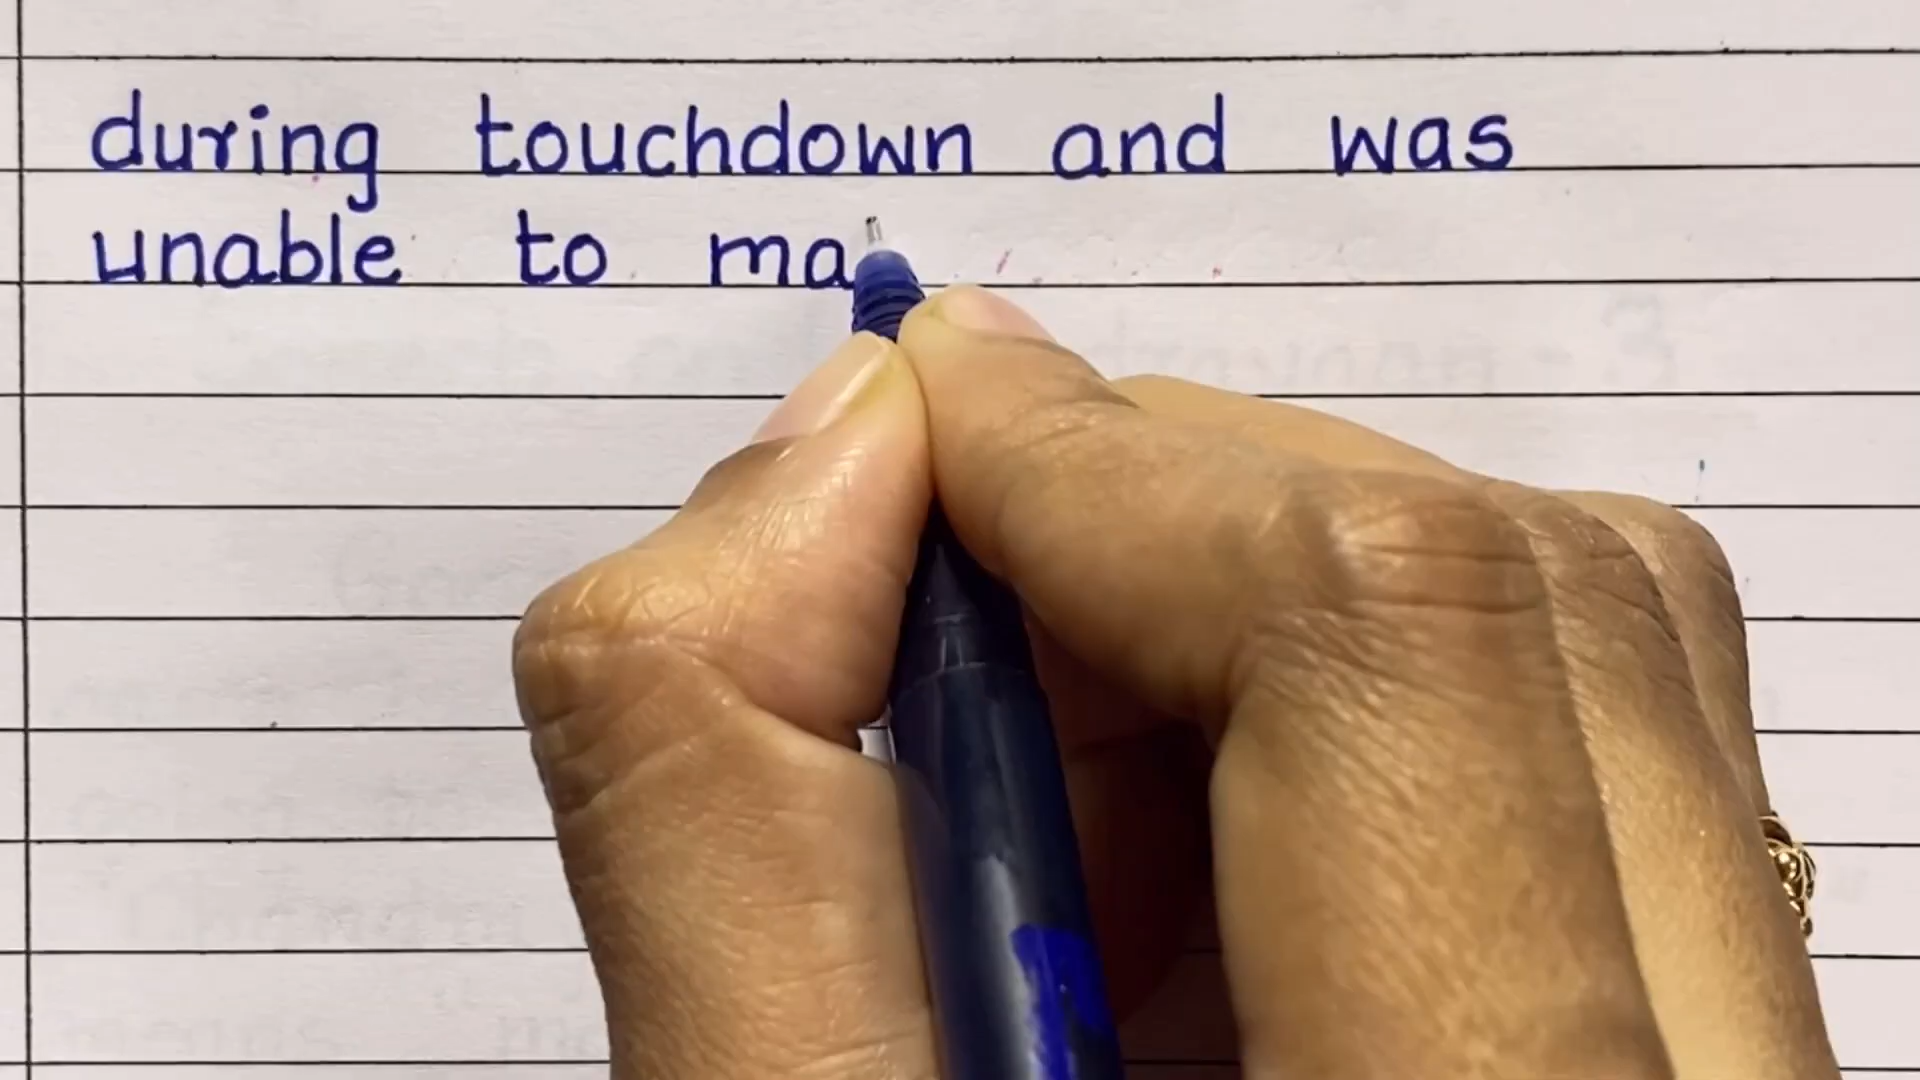 during touchdown and was
unable to ma